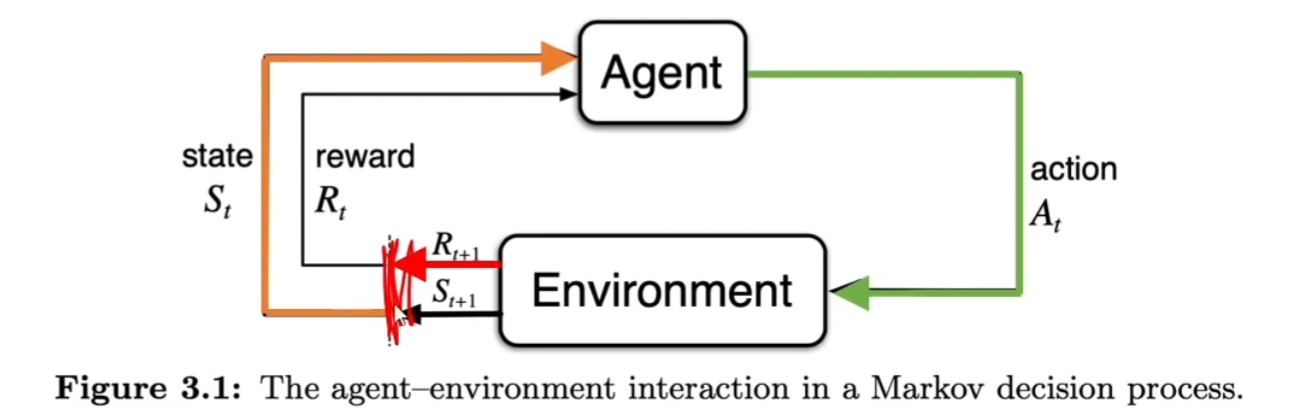 Agent
state
S_t
reward
R_t
action
A_t
R_{t+1}
S_{t+1}
Environment
Figure 3.1: The agent–environment interaction in a Markov decision process.